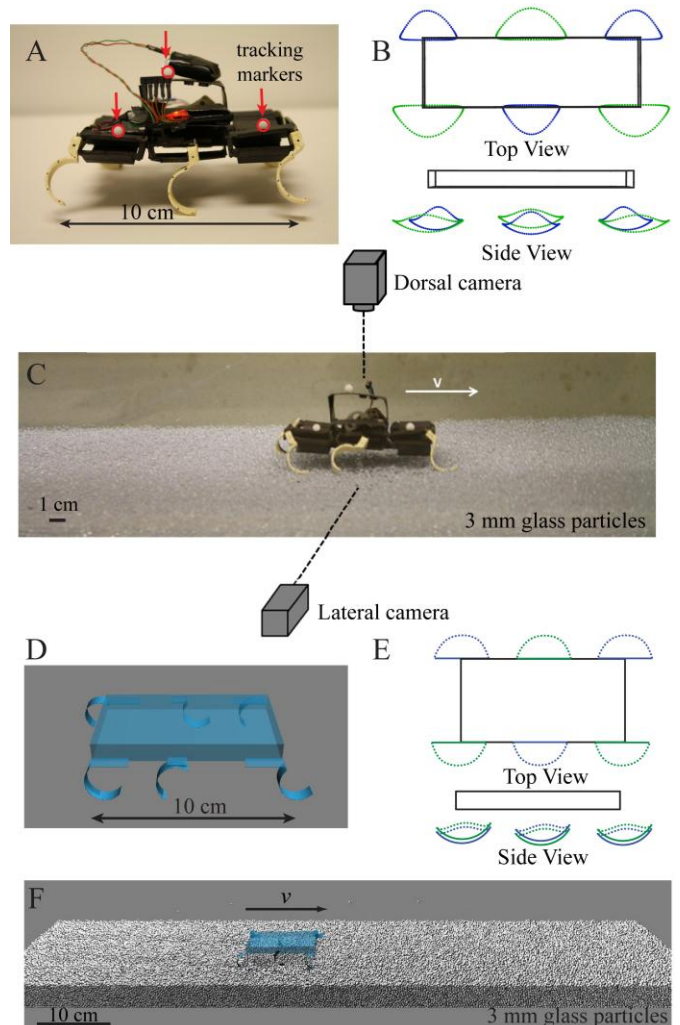 A
tracking
markers
10 cm
B
Top View
Side View
Dorsal camera
C
v
1 cm
3 mm glass particles
Lateral camera
D
10 cm
E
Top View
Side View
F
v
10 cm
3 mm glass particles